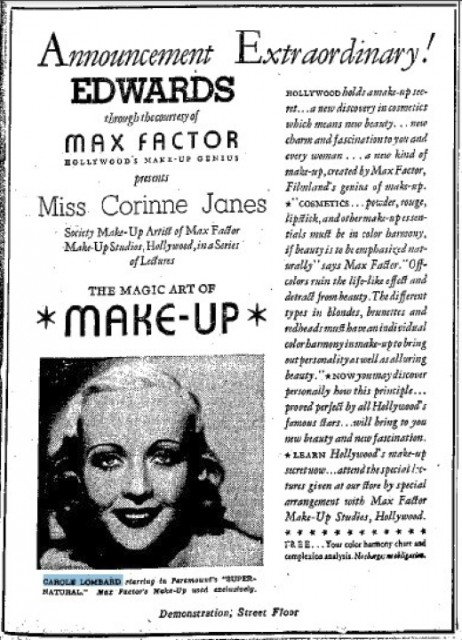 Announcement Extraordinary!
EDWARDS
through the courtesy of
MAX FACTOR
HOLLYWOOD'S MAKE-UP GENIUS
presents
Miss Corinne Janes
Society Make-Up Artist of Max Factor
Make-Up Studios, Hollywood, in a Series
of Lectures
THE MAGIC ART OF
* MAKE-UP *
CAROLE LOMBARD starring in Paramount's "SUPER-
NATURAL." Max Factor's Make-Up used exclusively.
HOLLYWOOD holds a make-up sec-
ret...a new discovery in cosmetics
which means new beauty...new
charm and fascination to you and
every woman...a new kind of
make-up, created by Max Factor,
Filmland's genius of make-up.
★"COSMETICS...powder, rouge,
lipstick, and other make-up essen-
tials must be in color harmony,
if beauty is to be emphasized nat-
urally" says Max Factor. "Off-
colors ruin the life-like effect and
detract from beauty. The different
types in blondes, brunettes and
redheads must have an individual
color harmony in make-up to bring
out personality as well as alluring
beauty." ★NOW you may discover
personally how this principle...
proved perfect by all Hollywood's
famous stars...will bring to you
new beauty and new fascination.
★ LEARN Hollywood's make-up
secret now...attend the special lec-
tures given at our store by special
arrangement with Max Factor
Make-Up Studios, Hollywood.
★ ★ ★ ★ ★ ★ ★ ★ ★ ★ ★
FREE...Your color harmony chart and
complexion analysis. No charge; no obligation.
Demonstration; Street Floor